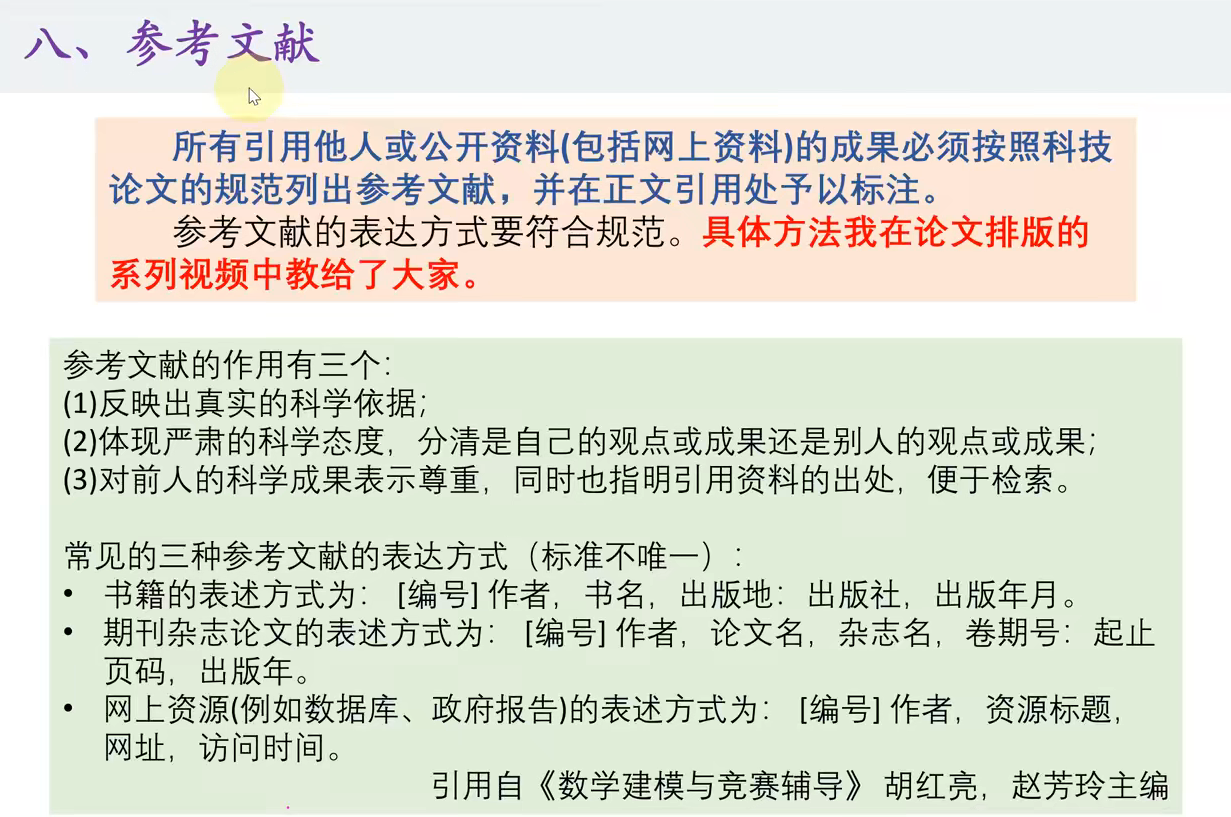 八、参考文献
所有引用他人或公开资料(包括网上资料)的成果必须按照科技
论文的规范列出参考文献，并在正文引用处予以标注。
参考文献的表达方式要符合规范。具体方法我在论文排版的
系列视频中教给了大家。
参考文献的作用有三个：
(1)反映出真实的科学依据；
(2)体现严肃的科学态度，分清是自己的观点或成果还是别人的观点或成果；
(3)对前人的科学成果表示尊重，同时也指明引用资料的出处，便于检索。
常见的三种参考文献的表达方式（标准不唯一）：
• 书籍的表述方式为： [编号] 作者，书名，出版地：出版社，出版年月。
• 期刊杂志论文的表述方式为： [编号] 作者，论文名，杂志名，卷期号：起止
页码，出版年。
• 网上资源(例如数据库、政府报告)的表述方式为： [编号] 作者，资源标题，
网址，访问时间。
引用自《数学建模与竞赛辅导》 胡红亮，赵芳玲主编